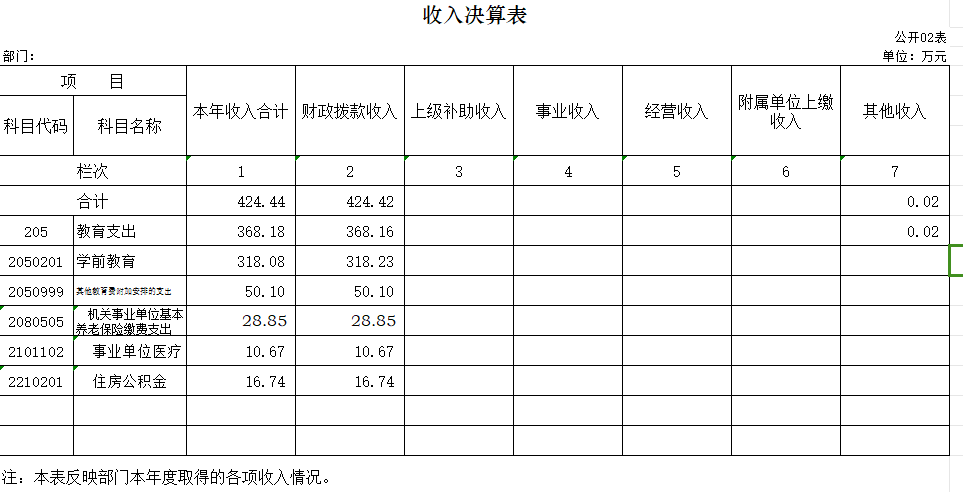 收入决算表
公开02表
部门: 单位: 万元
项 目 本年收入合计 财政拨款收入 上级补助收入 事业收入 经营收入 附属单位上缴收入 其他收入
科目代码 科目名称
栏次 1 2 3 4 5 6 7
合计 424.44 424.42 0.02
205 教育支出 368.18 368.16 0.02
2050201 学前教育 318.08 318.23
2050999 其他教育费附加安排的支出 50.10 50.10
2080505 机关事业单位基本养老保险缴费支出 28.85 28.85
2101102 事业单位医疗 10.67 10.67
2210201 住房公积金 16.74 16.74
注: 本表反映部门本年度取得的各项收入情况。